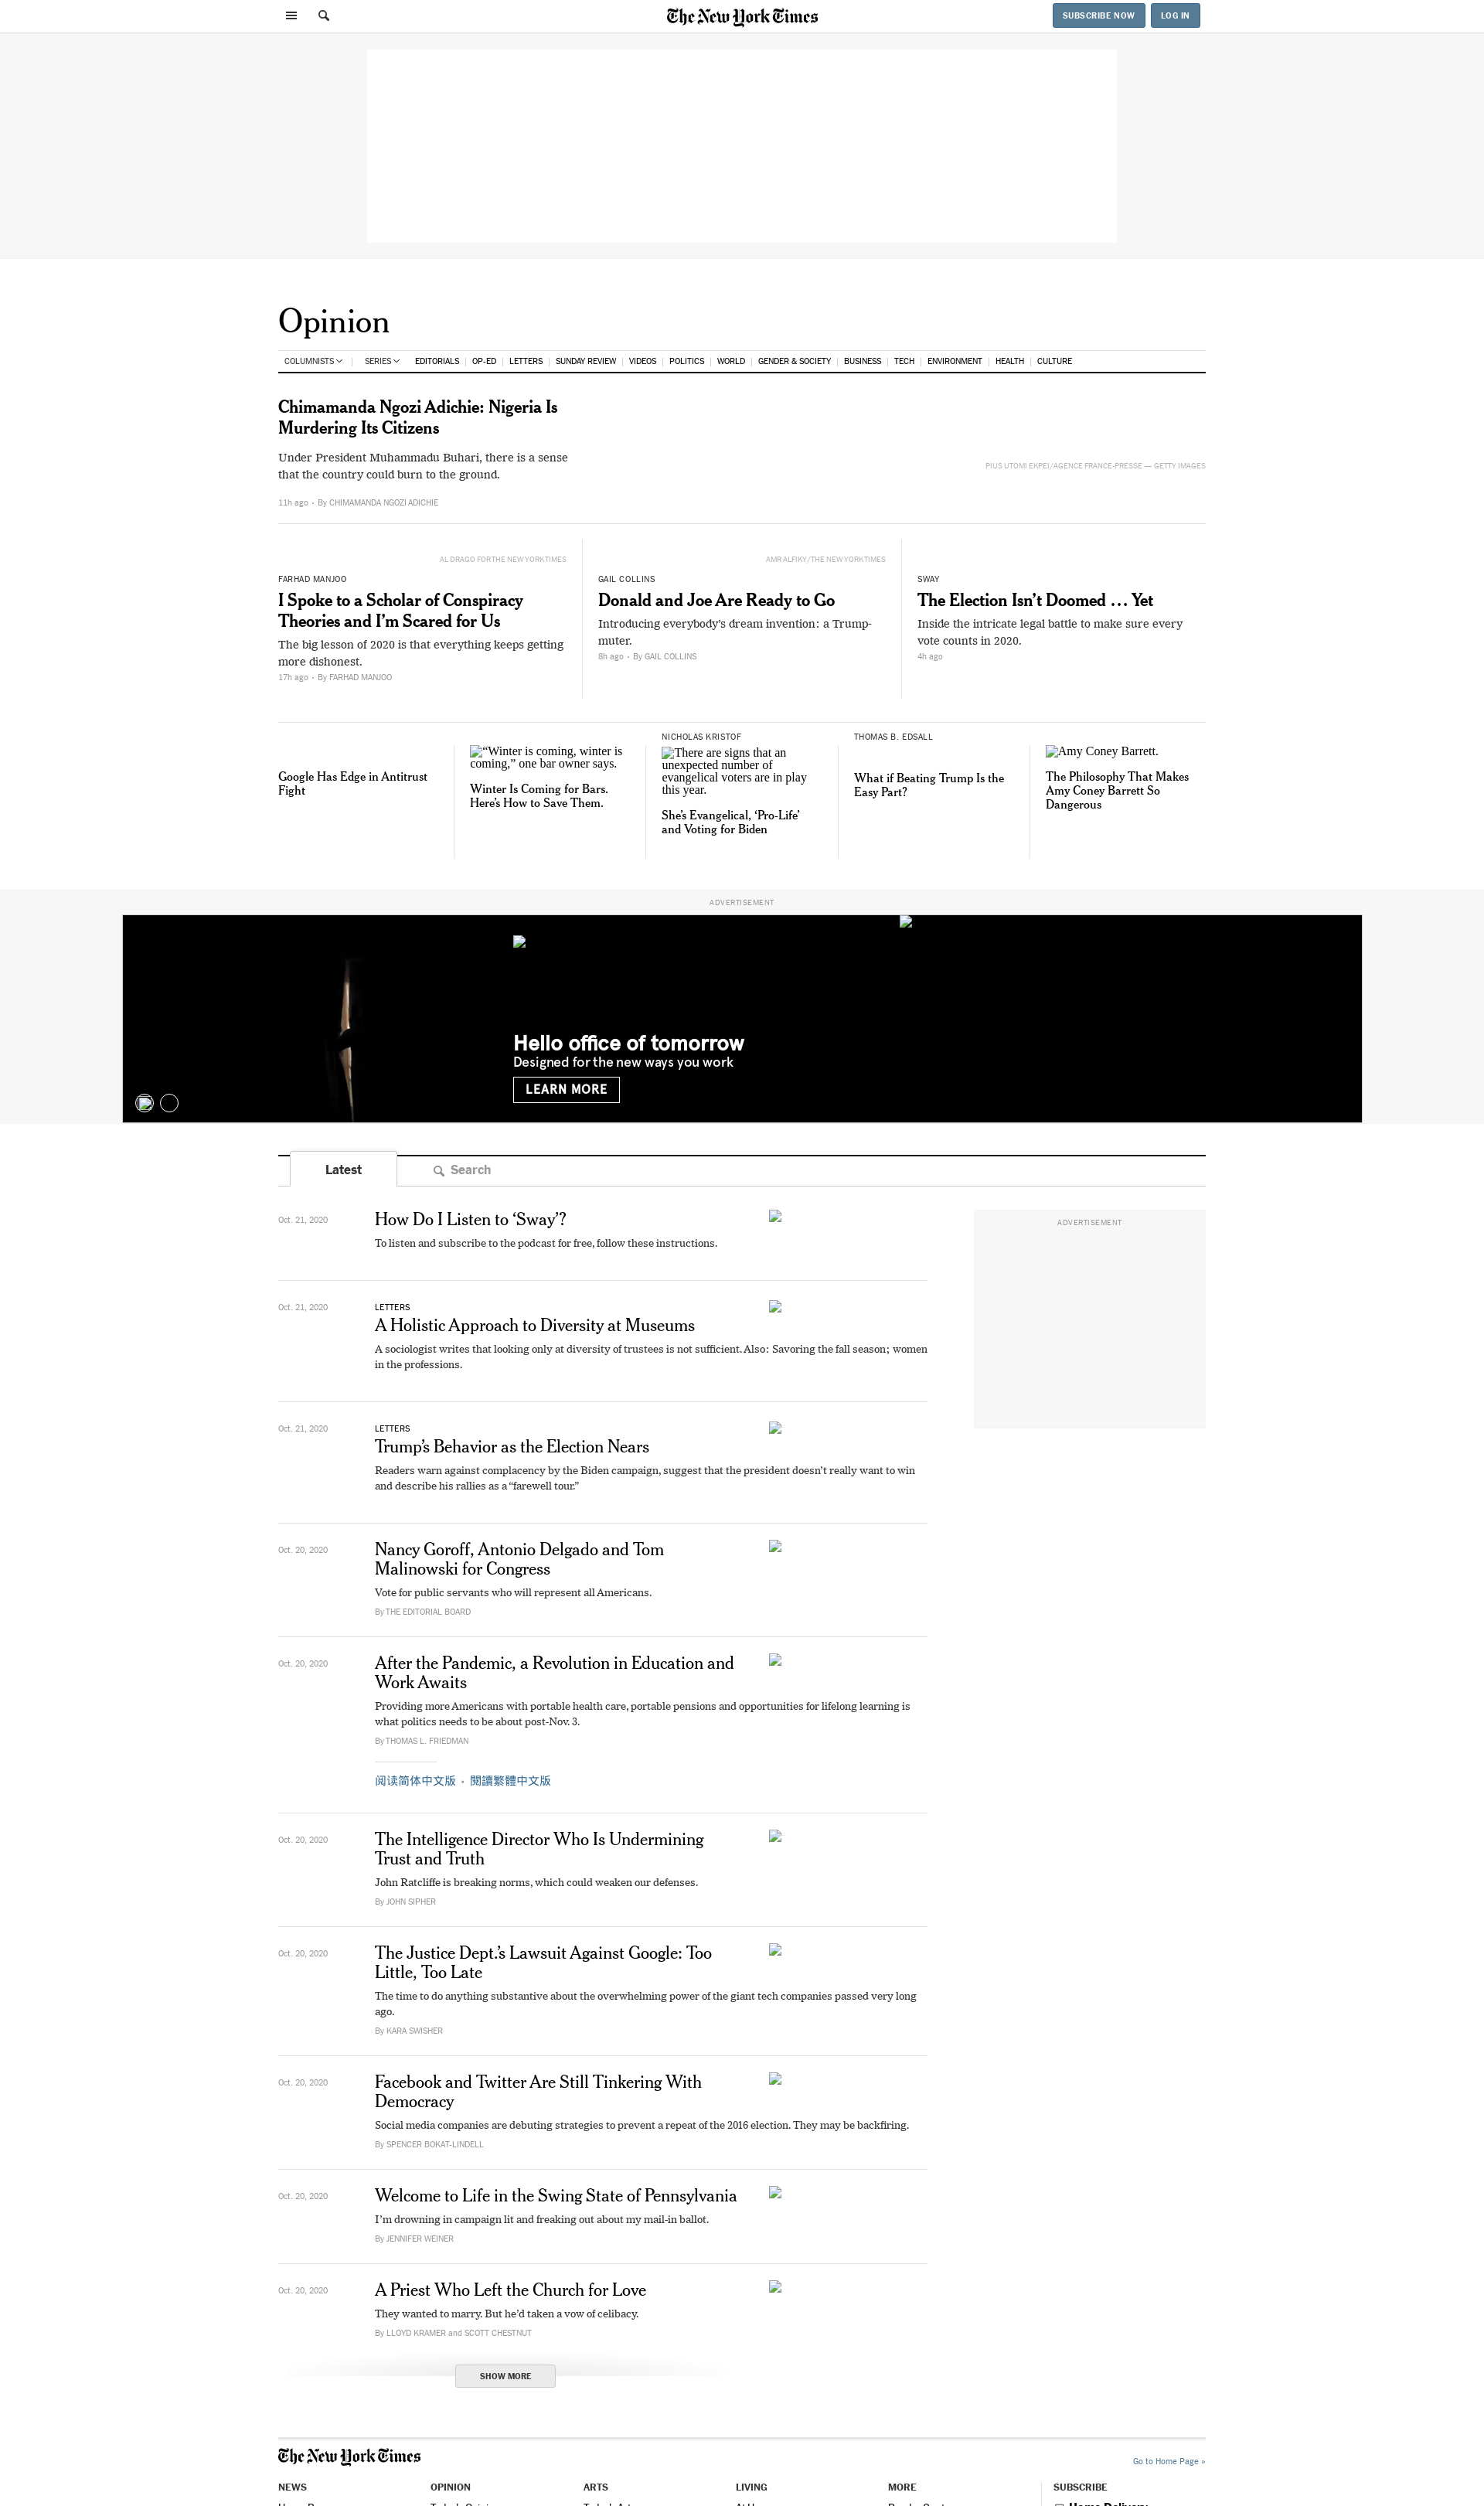 The New York Times
SUBSCRIBE NOW
LOG IN
Opinion
COLUMNISTS
SERIES
EDITORIALS
OP-ED
LETTERS
SUNDAY REVIEW
VIDEOS
POLITICS
WORLD
GENDER & SOCIETY
BUSINESS
TECH
ENVIRONMENT
HEALTH
CULTURE
Chimamanda Ngozi Adichie: Nigeria Is
Murdering Its Citizens
Under President Muhammadu Buhari, there is a sense
that the country could burn to the ground.
11h ago • By CHIMAMANDA NGOZI ADICHIE
PIUS UTOMI EKPEI/AGENCE FRANCE-PRESSE — GETTY IMAGES
AL DRAGO FOR THE NEW YORK TIMES
FARHAD MANJOO
I Spoke to a Scholar of Conspiracy
Theories and I’m Scared for Us
The big lesson of 2020 is that everything keeps getting
more dishonest.
17h ago • By FARHAD MANJOO
AMR ALFIKY/THE NEW YORK TIMES
GAIL COLLINS
Donald and Joe Are Ready to Go
Introducing everybody’s dream invention: a Trump-
muter.
8h ago • By GAIL COLLINS
SWAY
The Election Isn’t Doomed … Yet
Inside the intricate legal battle to make sure every
vote counts in 2020.
4h ago
Google Has Edge in Antitrust
Fight
“Winter is coming, winter is
coming,” one bar owner says.
Winter Is Coming for Bars.
Here’s How to Save Them.
NICHOLAS KRISTOF
There are signs that an
unexpected number of
evangelical voters are in play
this year.
She’s Evangelical, ‘Pro-Life’
and Voting for Biden
THOMAS B. EDSALL
What if Beating Trump Is the
Easy Part?
Amy Coney Barrett.
The Philosophy That Makes
Amy Coney Barrett So
Dangerous
ADVERTISEMENT
Hello office of tomorrow
Designed for the new ways you work
LEARN MORE
Latest
Search
Oct. 21, 2020
How Do I Listen to ‘Sway’?
To listen and subscribe to the podcast for free, follow these instructions.
ADVERTISEMENT
Oct. 21, 2020
LETTERS
A Holistic Approach to Diversity at Museums
A sociologist writes that looking only at diversity of trustees is not sufficient. Also: Savoring the fall season; women
in the professions.
Oct. 21, 2020
LETTERS
Trump’s Behavior as the Election Nears
Readers warn against complacency by the Biden campaign, suggest that the president doesn’t really want to win
and describe his rallies as a “farewell tour.”
Oct. 20, 2020
Nancy Goroff, Antonio Delgado and Tom
Malinowski for Congress
Vote for public servants who will represent all Americans.
By THE EDITORIAL BOARD
Oct. 20, 2020
After the Pandemic, a Revolution in Education and
Work Awaits
Providing more Americans with portable health care, portable pensions and opportunities for lifelong learning is
what politics needs to be about post-Nov. 3.
By THOMAS L. FRIEDMAN
阅读简体中文版 • 閱讀繁體中文版
Oct. 20, 2020
The Intelligence Director Who Is Undermining
Trust and Truth
John Ratcliffe is breaking norms, which could weaken our defenses.
By JOHN SIPHER
Oct. 20, 2020
The Justice Dept.’s Lawsuit Against Google: Too
Little, Too Late
The time to do anything substantive about the overwhelming power of the giant tech companies passed very long
ago.
By KARA SWISHER
Oct. 20, 2020
Facebook and Twitter Are Still Tinkering With
Democracy
Social media companies are debuting strategies to prevent a repeat of the 2016 election. They may be backfiring.
By SPENCER BOKAT-LINDELL
Oct. 20, 2020
Welcome to Life in the Swing State of Pennsylvania
I’m drowning in campaign lit and freaking out about my mail-in ballot.
By JENNIFER WEINER
Oct. 20, 2020
A Priest Who Left the Church for Love
They wanted to marry. But he’d taken a vow of celibacy.
By LLOYD KRAMER and SCOTT CHESTNUT
SHOW MORE
The New York Times
Go to Home Page »
NEWS
OPINION
ARTS
LIVING
MORE
SUBSCRIBE